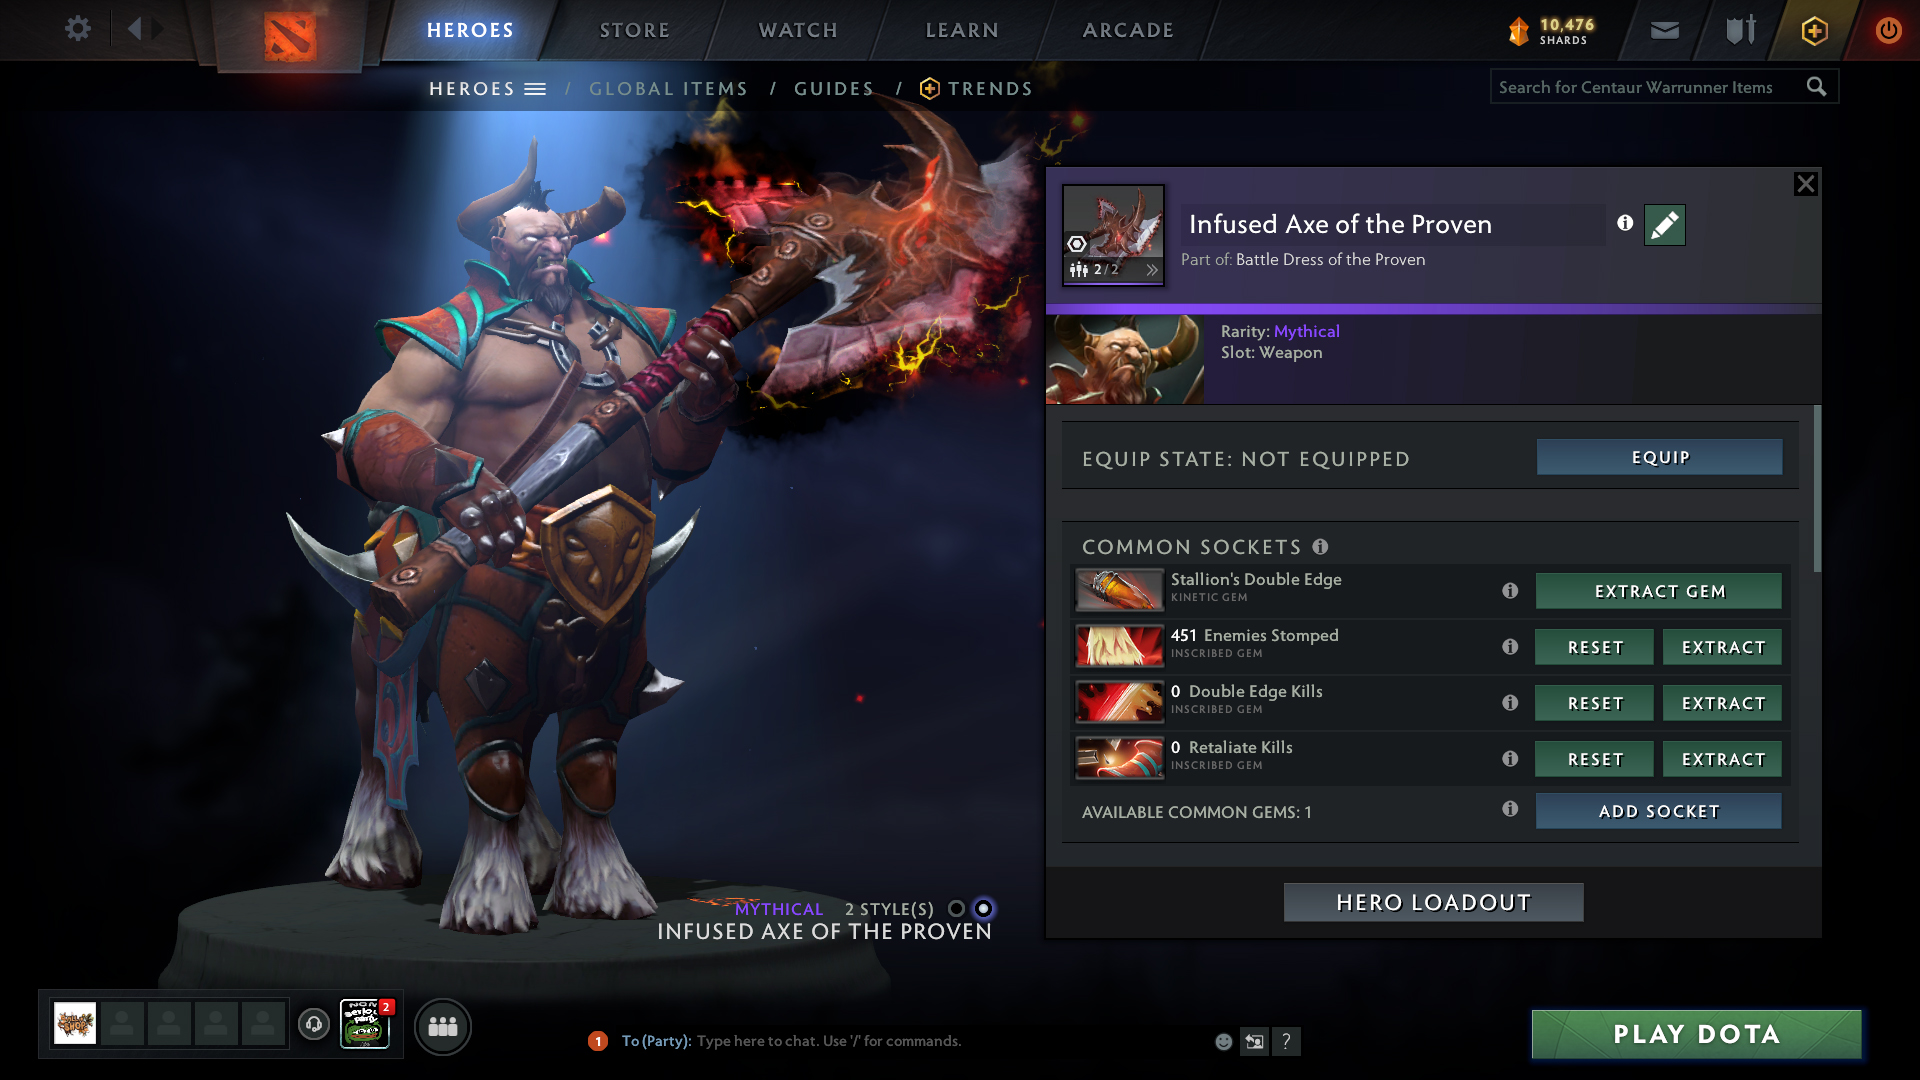 HEROES
STORE
WATCH
LEARN
ARCADE
10,476
SHARDS
HEROES / GLOBAL ITEMS / GUIDES / TRENDS
Search for Centaur Warrunner Items
Infused Axe of the Proven
Part of: Battle Dress of the Proven
2/2
Rarity: Mythical
Slot: Weapon
EQUIP STATE: NOT EQUIPPED
EQUIP
COMMON SOCKETS
Stallion's Double Edge
KINETIC GEM
EXTRACT GEM
451 Enemies Stomped
INSCRIBED GEM
RESET
EXTRACT
0 Double Edge Kills
INSCRIBED GEM
RESET
EXTRACT
0 Retaliate Kills
INSCRIBED GEM
RESET
EXTRACT
AVAILABLE COMMON GEMS: 1
ADD SOCKET
HERO LOADOUT
MYTHICAL 2 STYLE(S)
INFUSED AXE OF THE PROVEN
2
1
To (Party): Type here to chat. Use '/' for commands.
?
PLAY DOTA